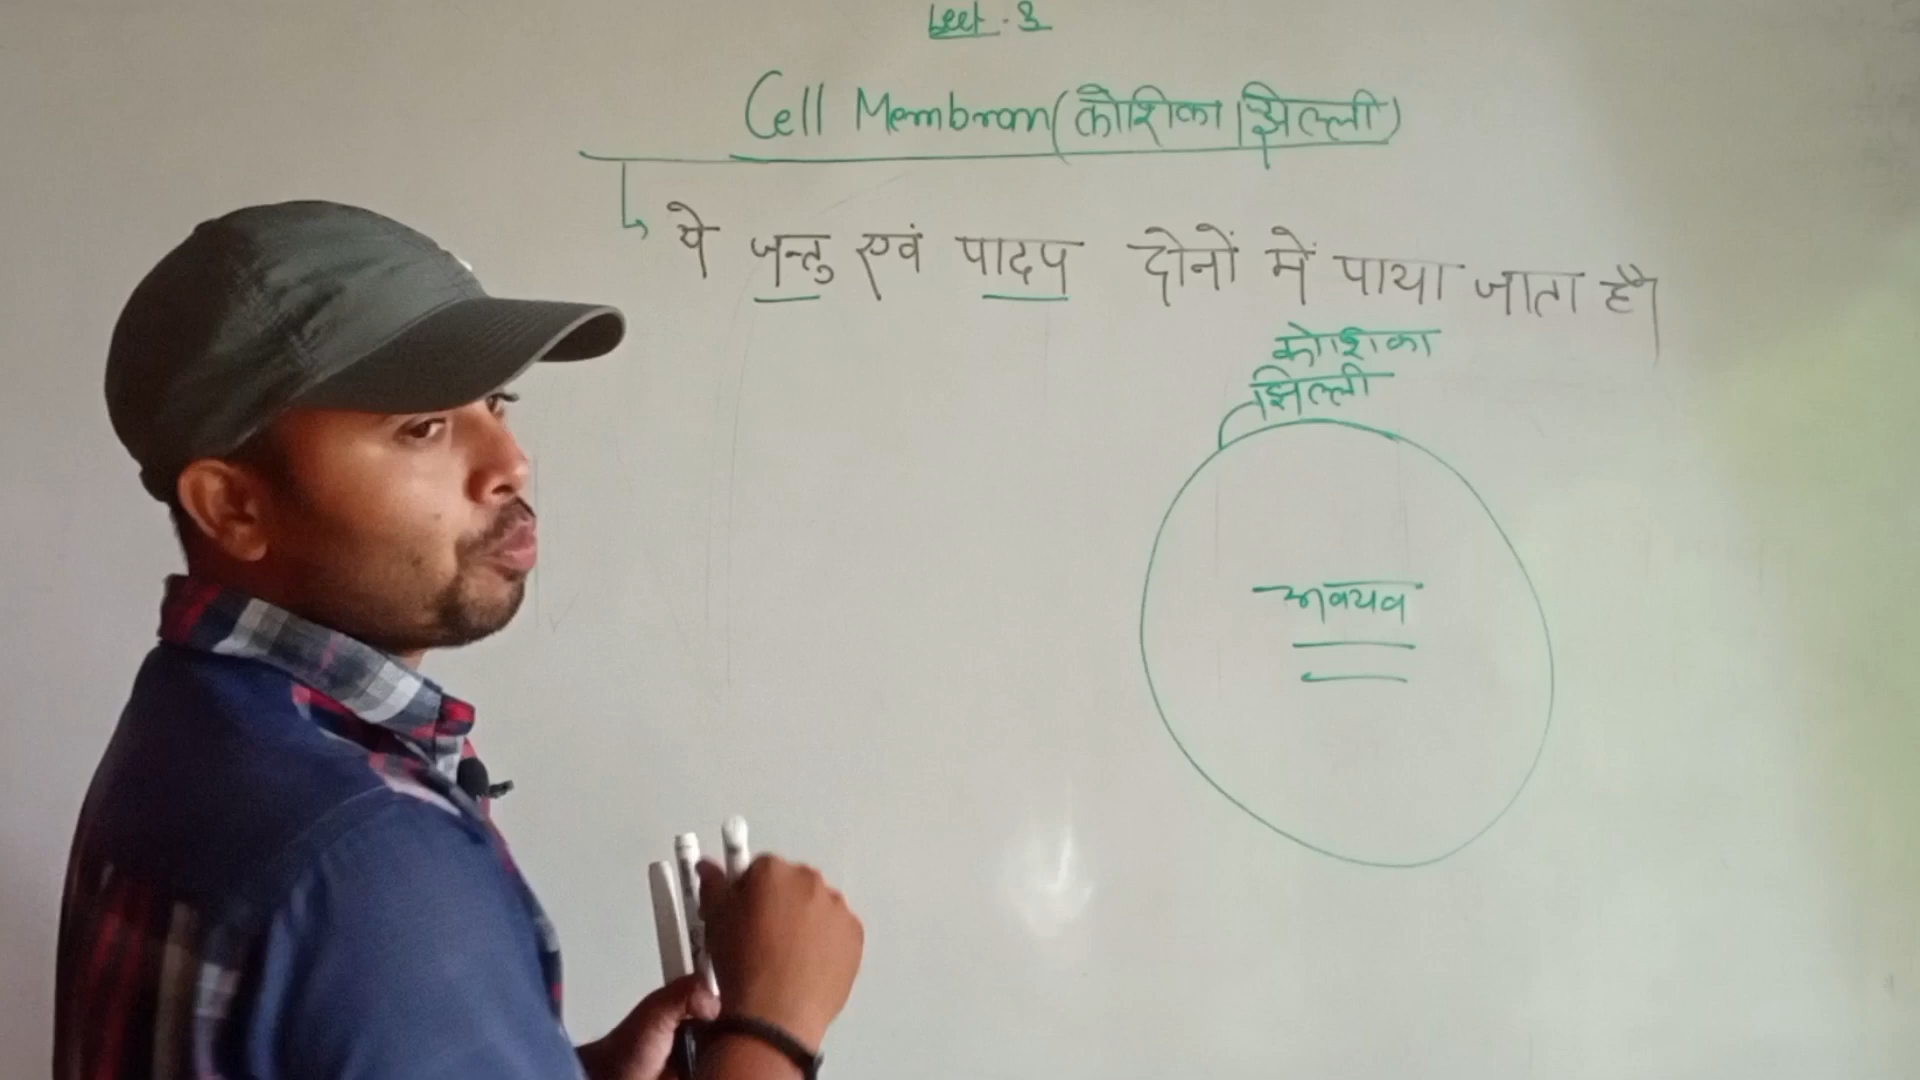 Lect. 3
Cell Membran (कोशिका झिल्ली)
ये जन्तु एवं पादप दोनों में पाया जाता है।
कोशिका
झिल्ली
अवयव